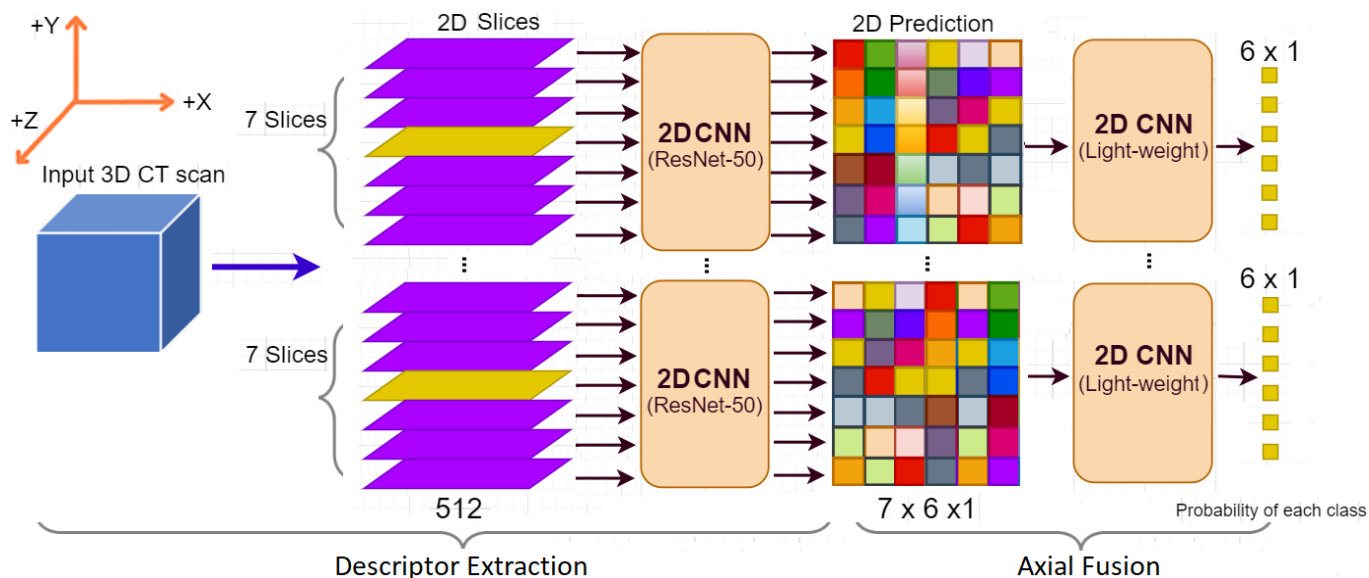 +Y
+X
+Z
Input 3D CT scan
2D Slices
7 Slices
2D CNN
(ResNet-50)
2D Prediction
2D CNN
(Light-weight)
6 x 1
...
...
...
...
7 Slices
512
2D CNN
(ResNet-50)
7 x 6 x1
2D CNN
(Light-weight)
6 x 1
Probability of each class
Descriptor Extraction
Axial Fusion